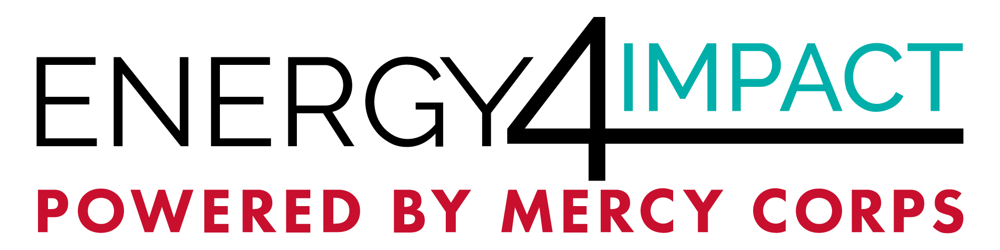 ENERGY4IMPACT
POWERED BY MERCY CORPS